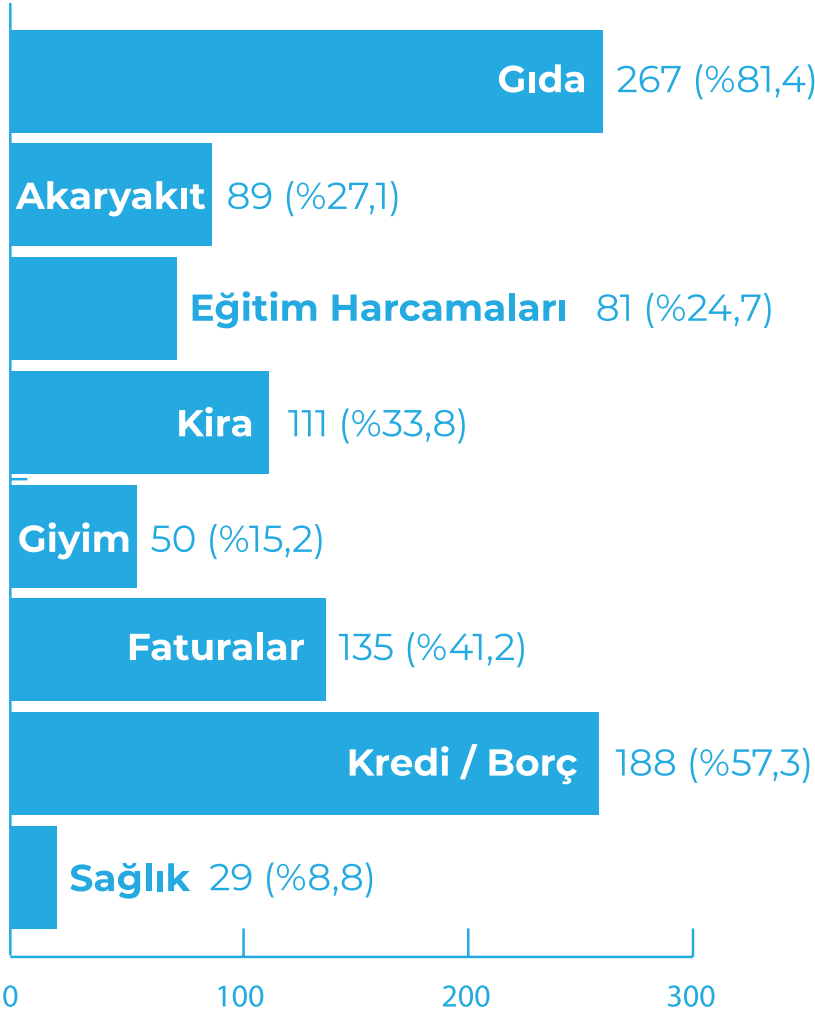 Gıda 267 (%81,4)
Akaryakıt 89 (%27,1)
Eğitim Harcamaları 81 (%24,7)
Kira 111 (%33,8)
Giyim 50 (%15,2)
Faturalar 135 (%41,2)
Kredi / Borç 188 (%57,3)
Sağlık 29 (%8,8)
0 100 200 300